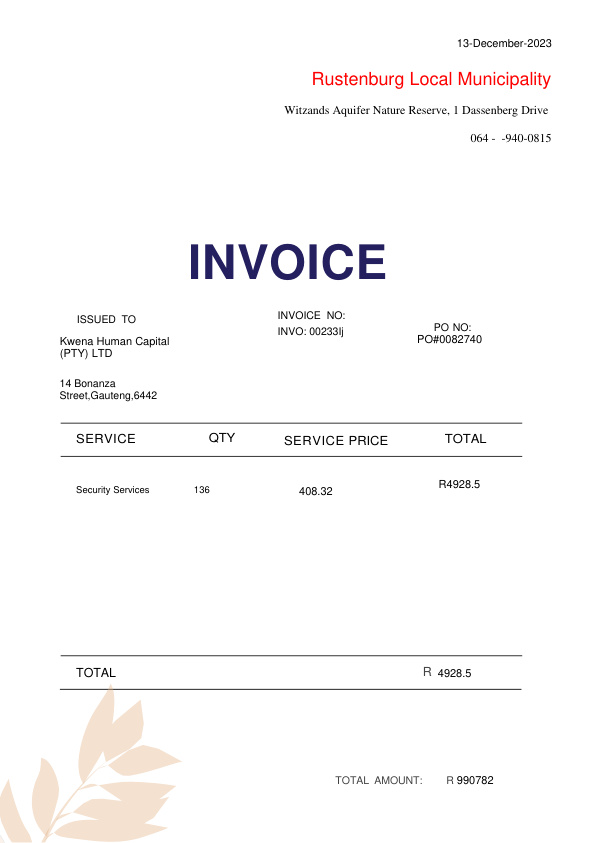 13-December-2023
Rustenburg Local Municipality
Witzands Aquifer Nature Reserve, 1 Dassenberg Drive
064 -  -940-0815
INVOICE
ISSUED TO
Kwena Human Capital
(PTY) LTD
14 Bonanza
Street,Gauteng,6442
INVOICE NO:
INVO: 00233lj
PO NO:
PO#0082740
SERVICE QTY SERVICE PRICE TOTAL
Security Services 136 408.32 R4928.5
TOTAL R 4928.5
TOTAL AMOUNT: R 990782